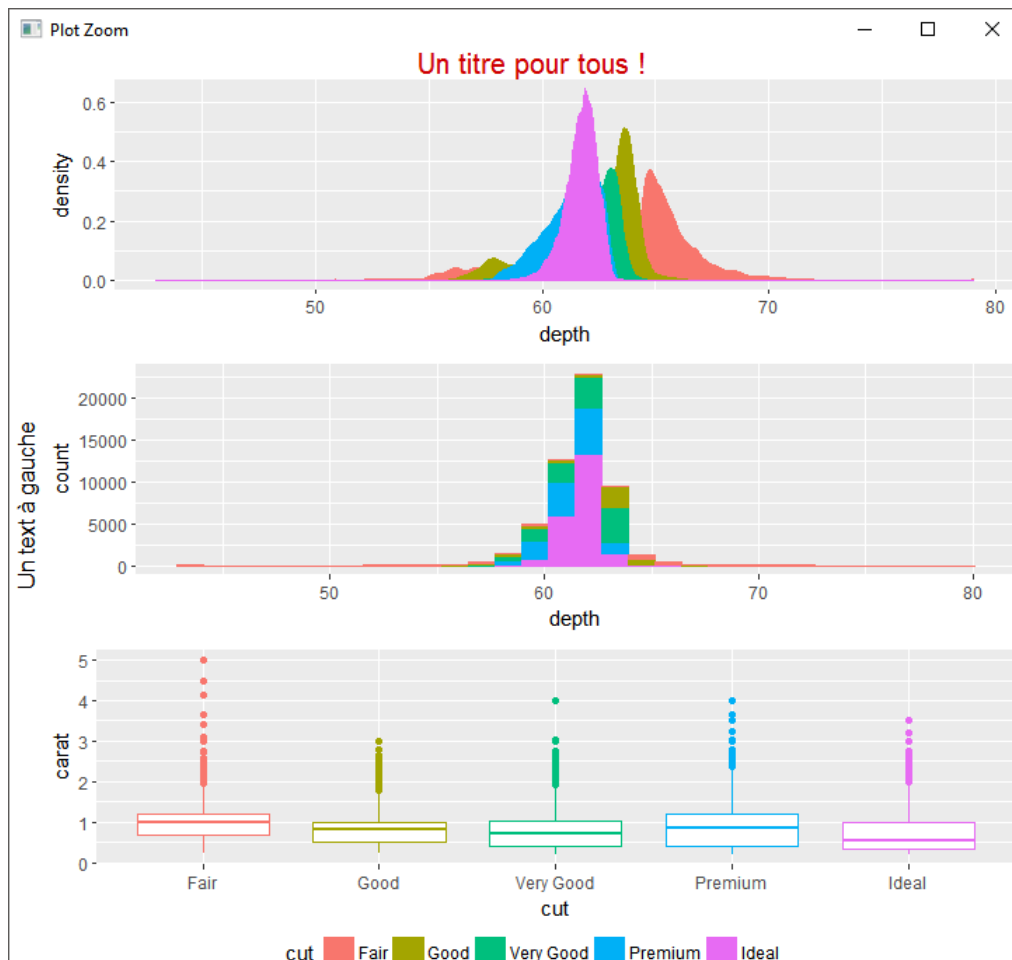 Plot Zoom
Un titre pour tous !
0.6
0.4
0.2
0.0
density
50 60 70 80
depth
20000
15000
10000
5000
0
Un text à gauche
count
50 60 70 80
depth
5
4
3
2
1
0
carat
Fair Good Very Good Premium Ideal
cut
cut Fair Good Very Good Premium Ideal